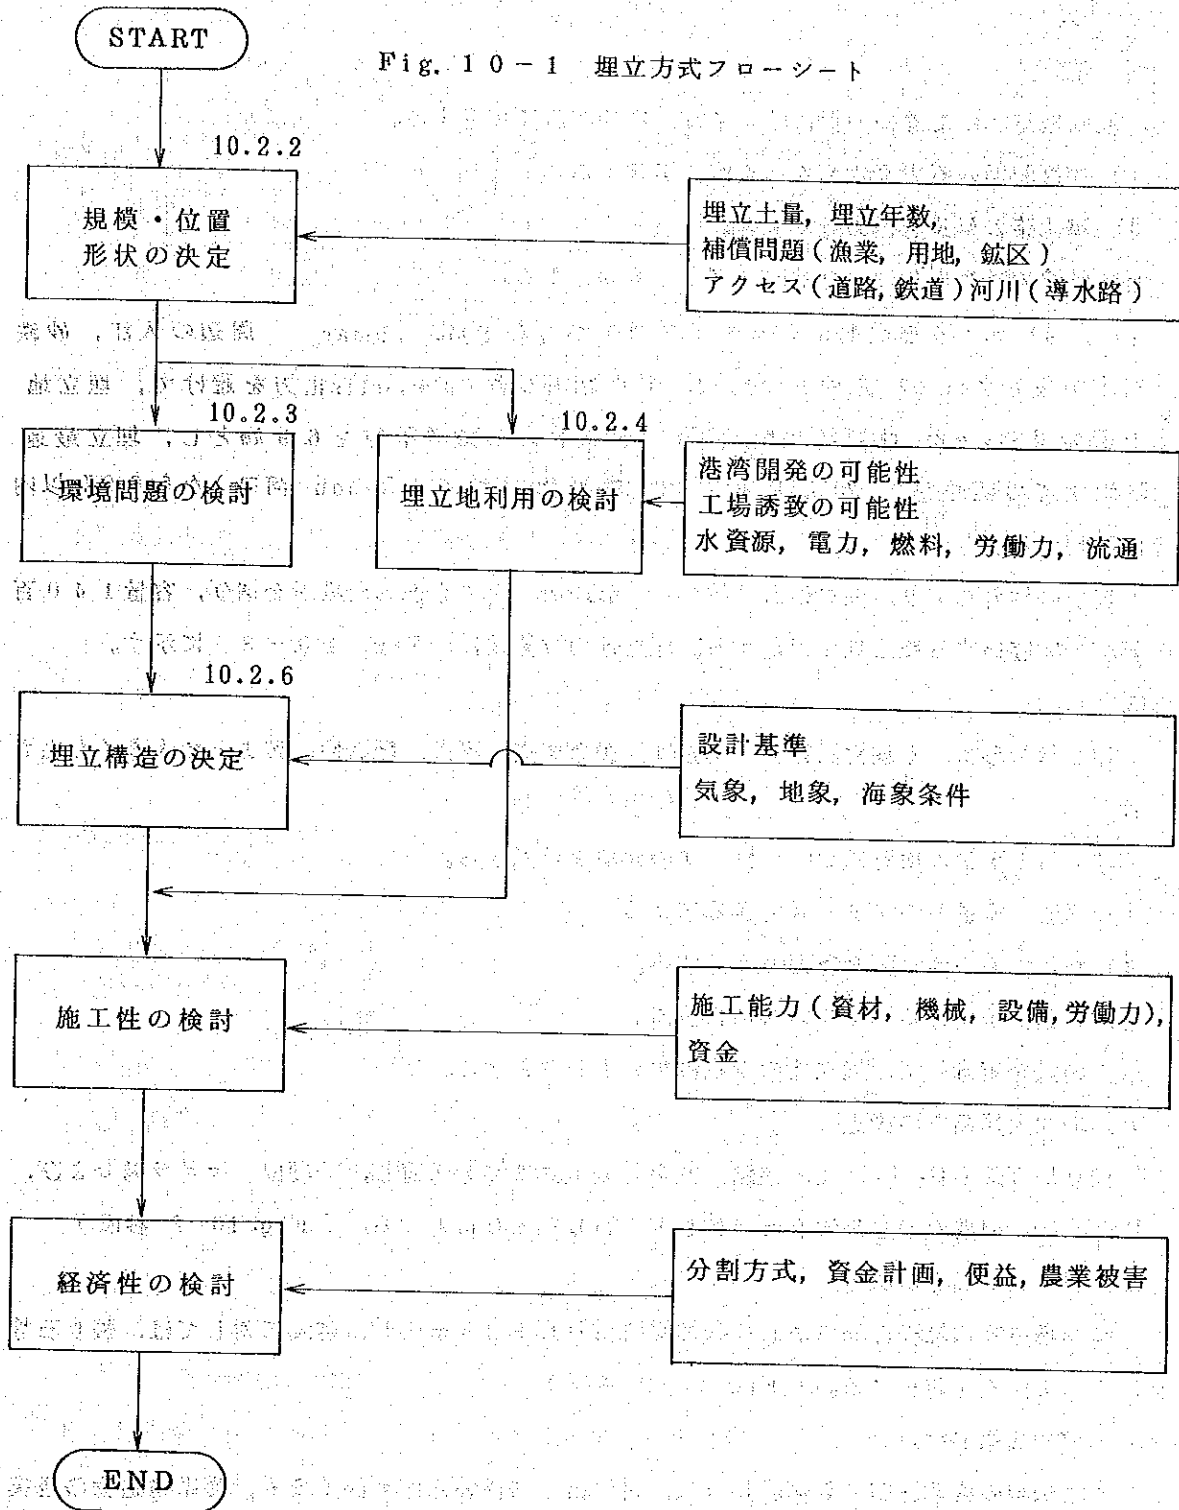 START
Fig. 10-1 埋立方式フローシート
10.2.2
規模・位置
形状の決定
埋立土量, 埋立年数,
補償問題(漁業, 用地, 鉱区)
アクセス(道路, 鉄道)河川(導水路)
10.2.3
環境問題の検討
10.2.4
埋立地利用の検討
港湾開発の可能性
工場誘致の可能性
水資源, 電力, 燃料, 労働力, 流通
10.2.6
埋立構造の決定
設計基準
気象, 地象, 海象条件
施工性の検討
施工能力(資材, 機械, 設備, 労働力),
資金
経済性の検討
分割方式, 資金計画, 便益, 農業被害
END